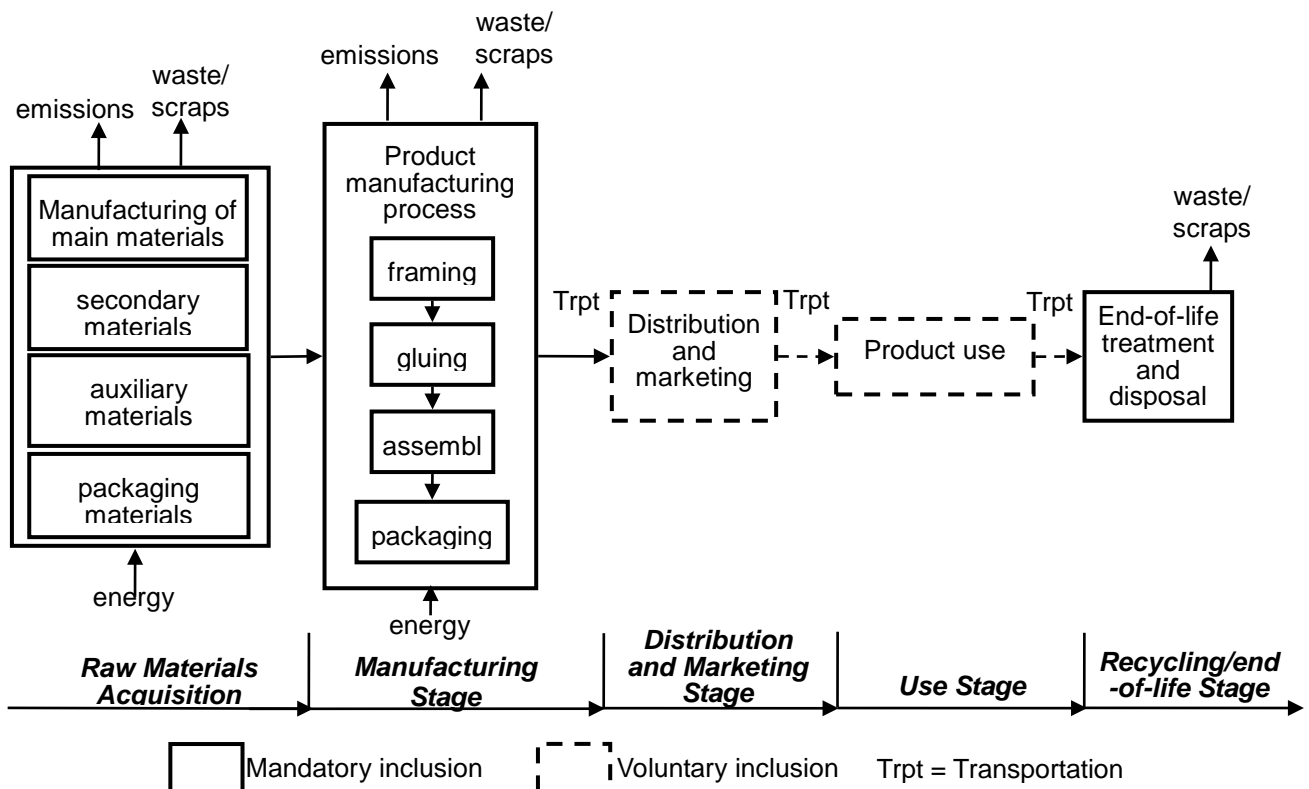 emissions
waste/
scraps
Manufacturing of
main materials
secondary
materials
auxiliary
materials
packaging
materials
energy
emissions
waste/
scraps
Product
manufacturing
process
framing
gluing
assembl
packaging
energy
Trpt
Distribution
and
marketing
Trpt
Product use
Trpt
waste/
scraps
End-of-life
treatment
and
disposal
Raw Materials
Acquisition
Manufacturing
Stage
Distribution
and Marketing
Stage
Use Stage
Recycling/end
-of-life Stage
Mandatory inclusion
Voluntary inclusion
Trpt = Transportation